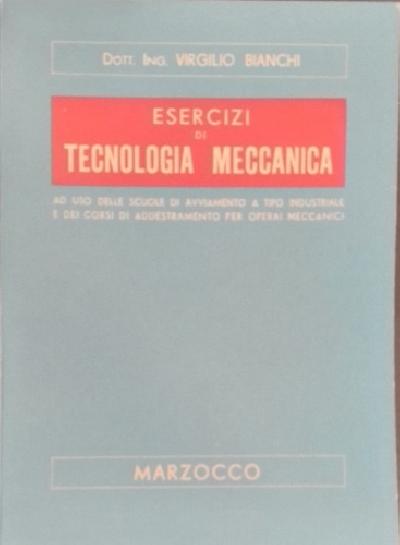 DOTT. ING. VIRGILIO BIANCHI
ESERCIZI
DI
TECNOLOGIA MECCANICA
AD USO DELLE SCUOLE DI AVVIAMENTO A TIPO INDUSTRIALE
E DEI CORSI DI ADDESTRAMENTO PER OPERAI MECCANICI
MARZOCCO